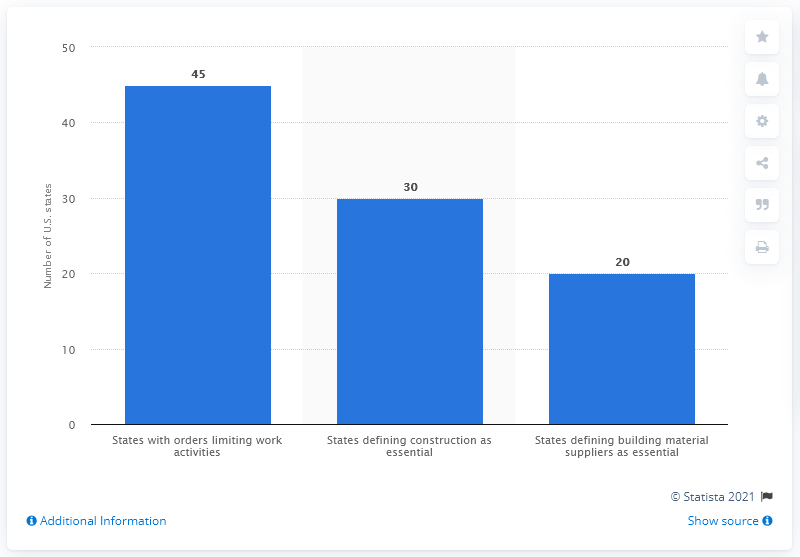 50
45
40
30
30
20
20
10
0
Number of U.S. states
States with orders limiting work
activities
States defining construction as
essential
States defining building material
suppliers as essential
© Statista 2021
Additional Information
Show source